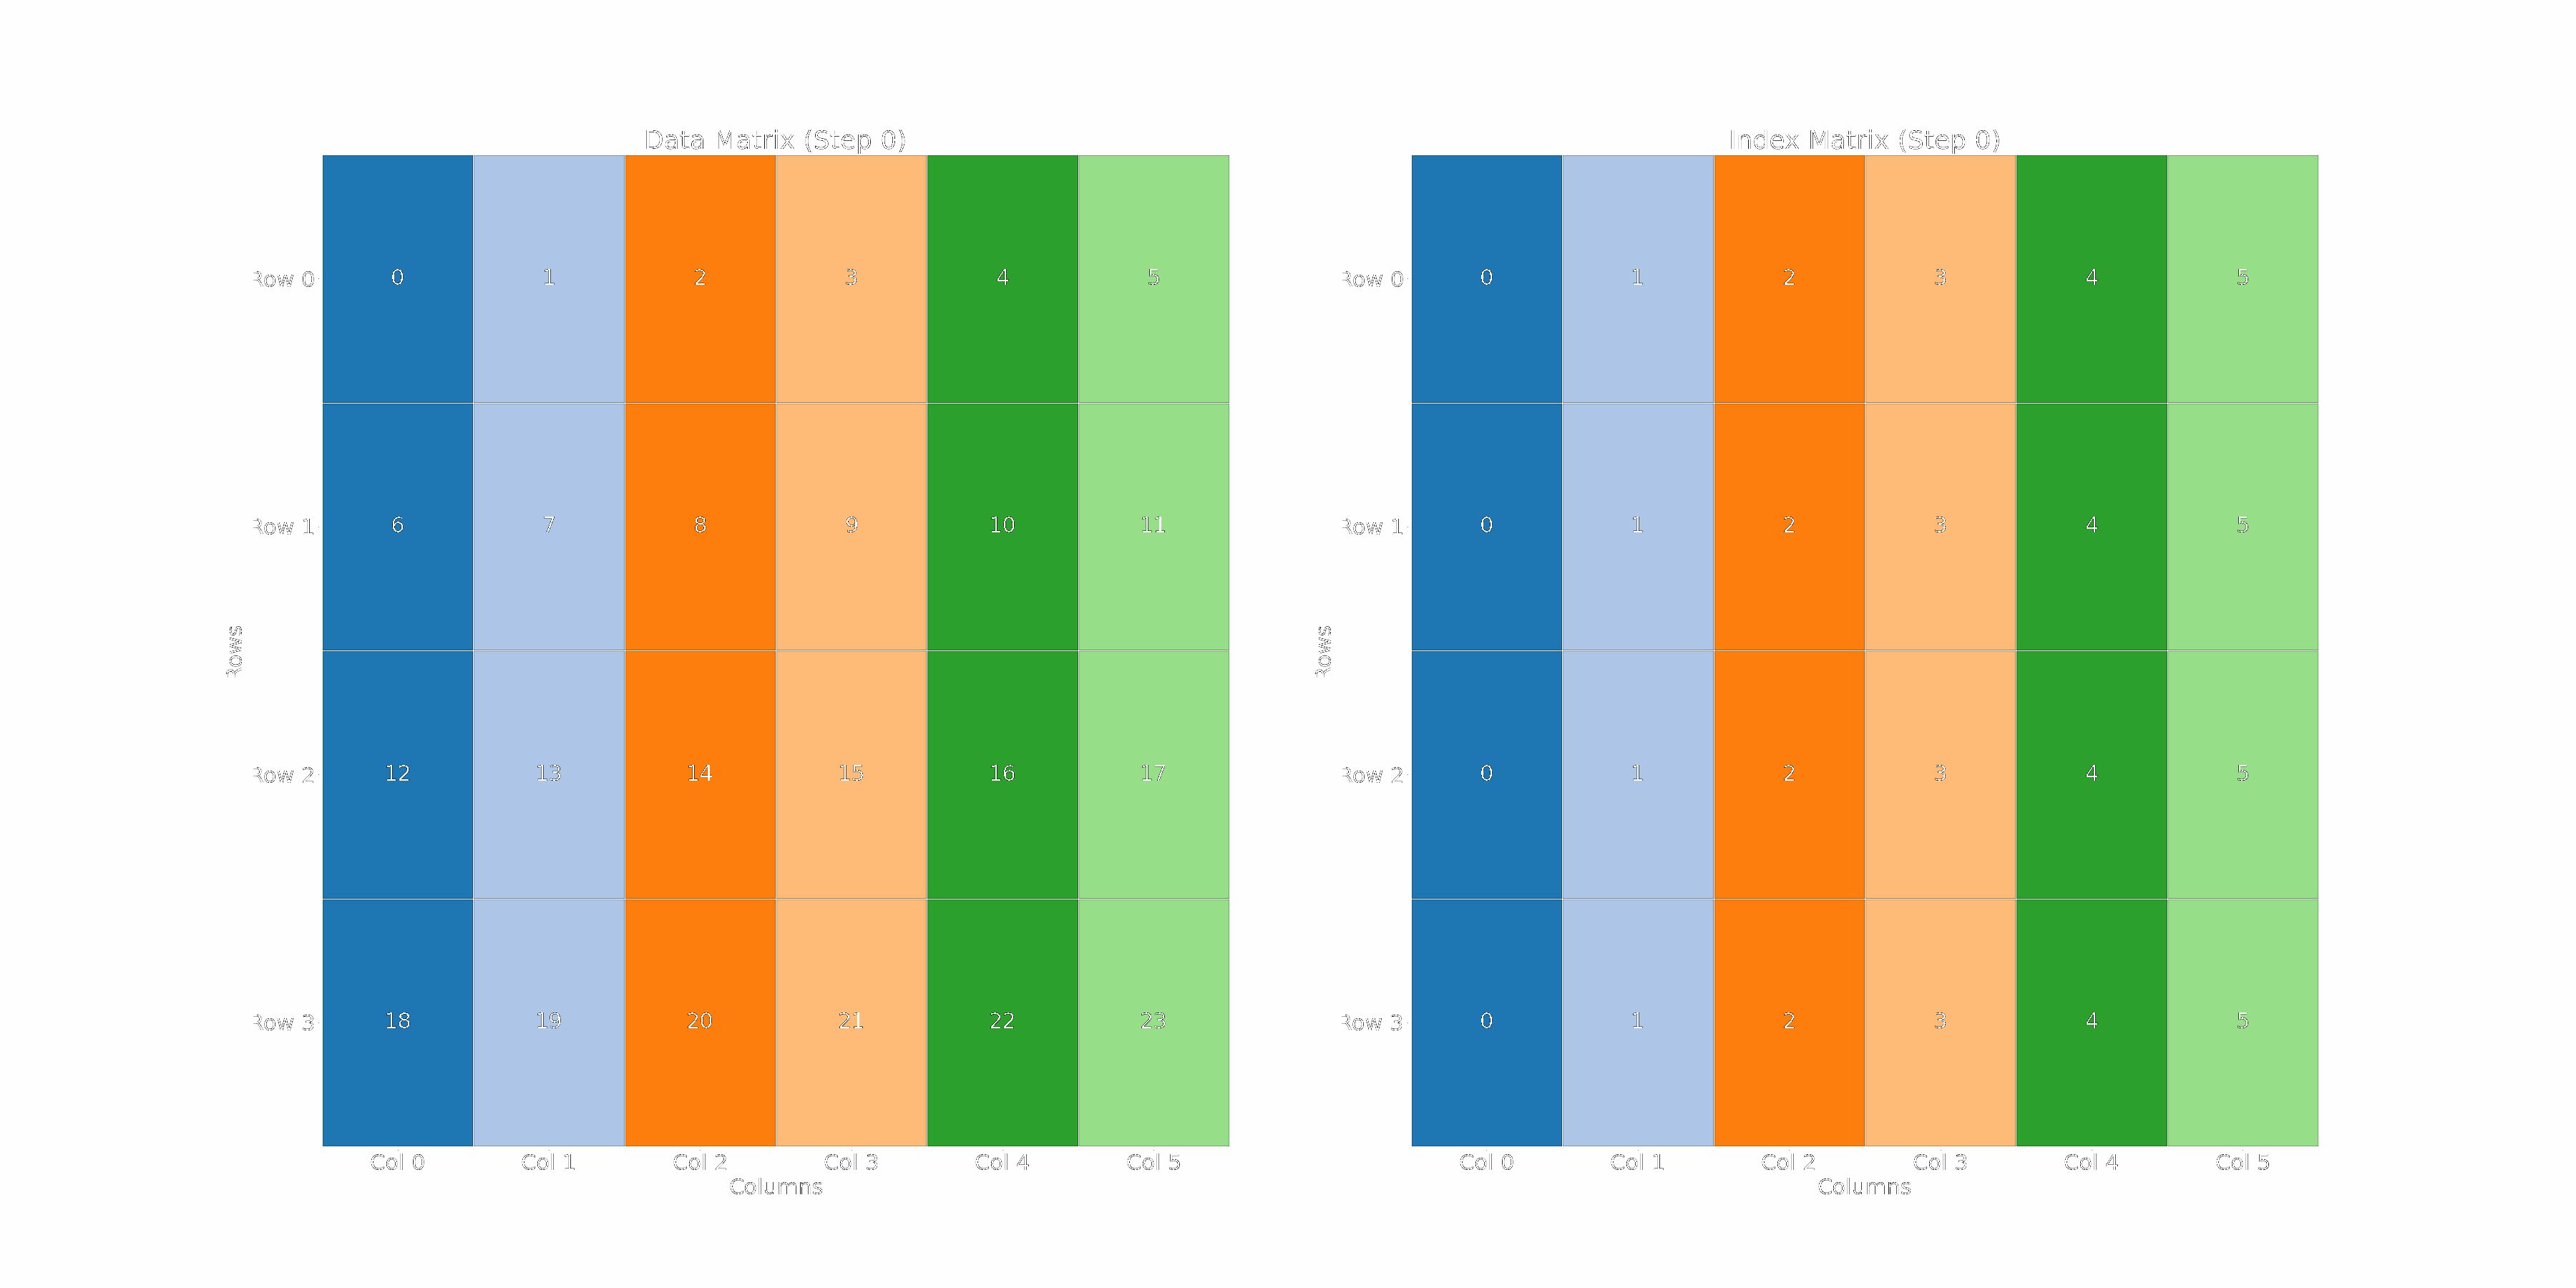 Data Matrix (Step 0)
Row 0 0 1 2 3 4 5
Row 1 6 7 8 9 10 11
Row 2 12 13 14 15 16 17
Row 3 18 19 20 21 22 23
Rows
Col 0 Col 1 Col 2 Col 3 Col 4 Col 5
Columns
Index Matrix (Step 0)
Row 0 0 1 2 3 4 5
Row 1 0 1 2 3 4 5
Row 2 0 1 2 3 4 5
Row 3 0 1 2 3 4 5
Rows
Col 0 Col 1 Col 2 Col 3 Col 4 Col 5
Columns